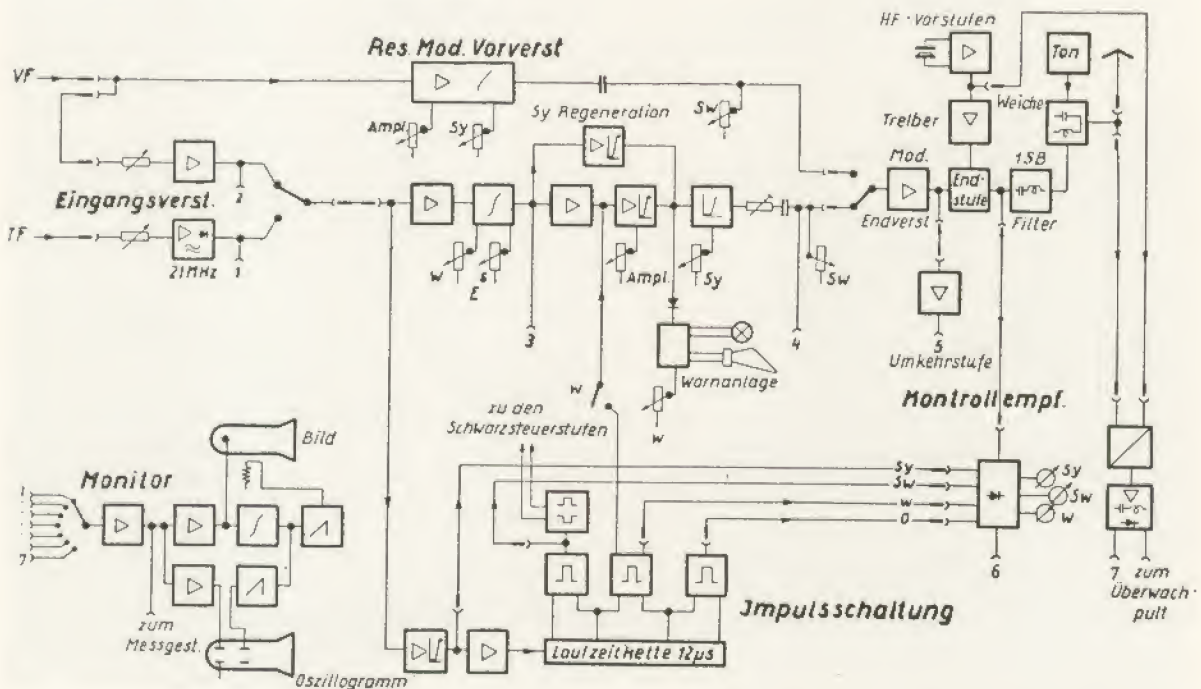 HF-Vorstufen
Res. Mod. Vorverst
Ton
VF
Sy Regeneration
Weiche
Ampl.
Sy
Sw
Treiber
Mod.
1SB
End-
stufe
2
Eingangsverst.
Endverst
Filter
TF
21MHz
1
W
s
Σ
Ampl.
Sy
Sw
3
4
5
Umkehrstufe
Warnanlage
W
W
zu den
Schwarzsteuerstufen
Kontrollempf.
Bild
Monitor
1
7
Sy
Sw
W
0
Sy
Sw
W
6
7
zum
Überwach-
pult
Impulsschaltung
zum
Messgest.
Laufzeitkette 12µs
Oszillogramm